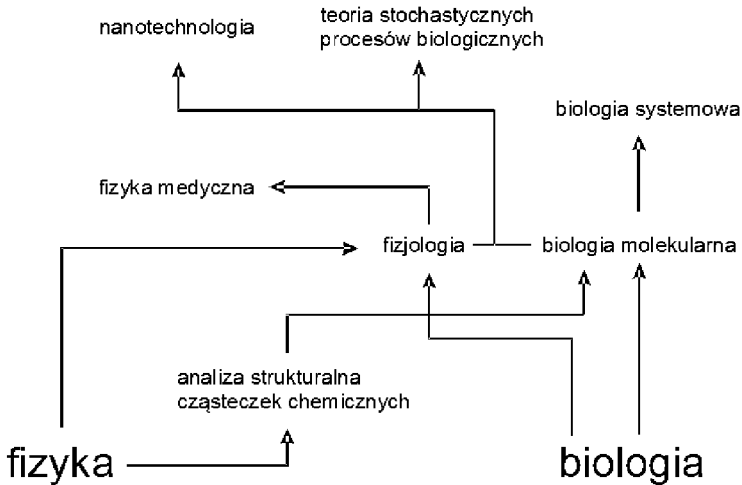 nanotechnologia
teoria stochastycznych
procesów biologicznych
biologia systemowa
fizyka medyczna
fizjologia
biologia molekularna
analiza strukturalna
cząsteczek chemicznych
fizyka
biologia